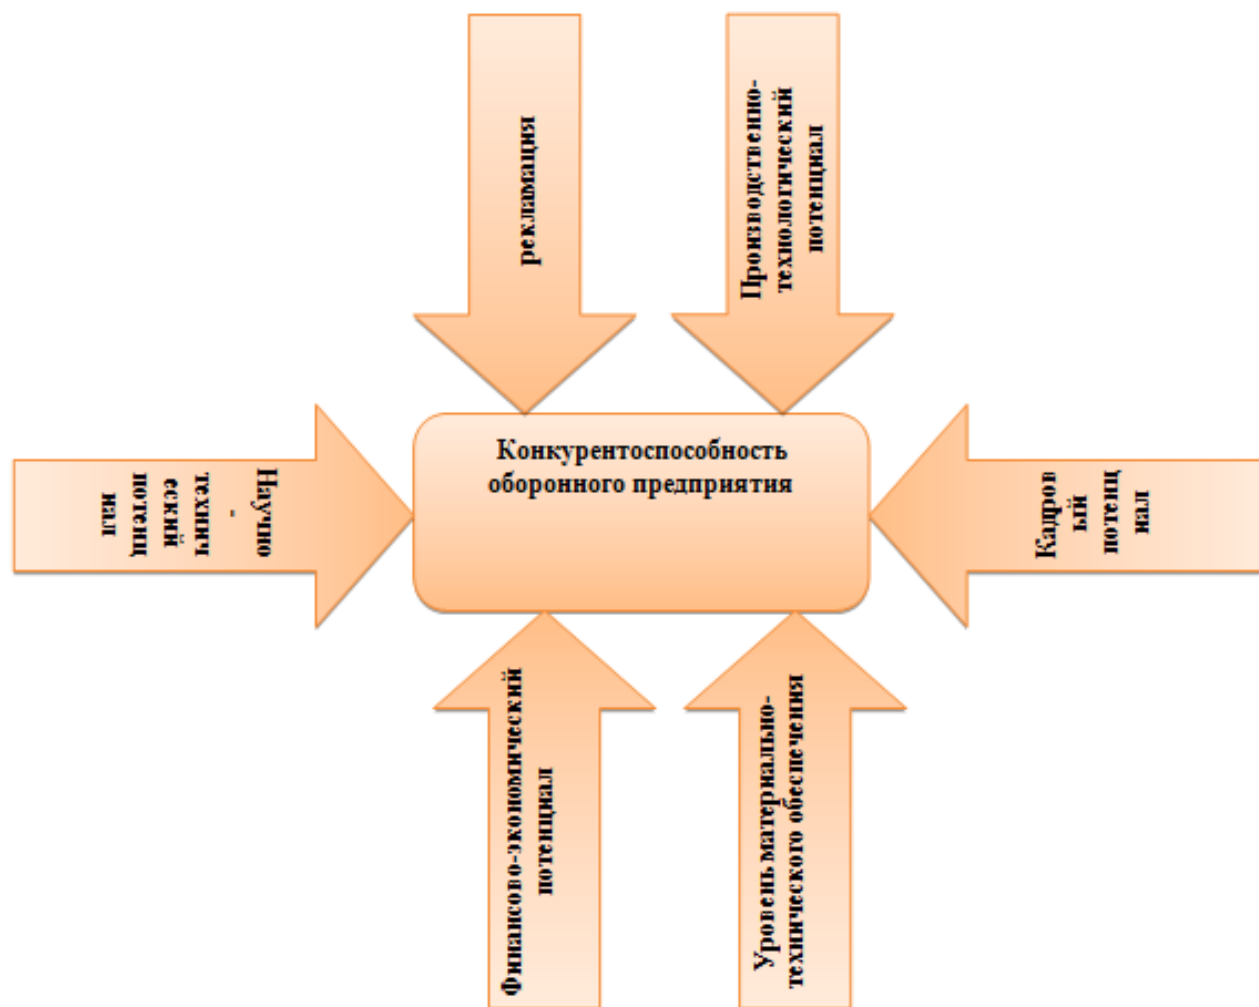 рекламация
Производственно-
технологический
потенциал
Конкурентоспособность
оборонного предприятия
Научно
-
технич
еский
потенц
иал
Кадров
ый
потенц
иал
Финансово-экономический
потенциал
Уровень материально-
технического обеспечения